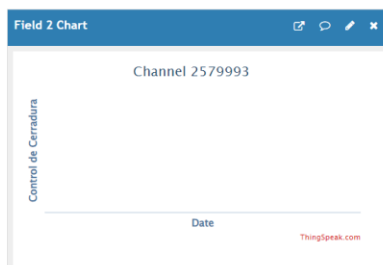 Field 2 Chart
Channel 2579993
Control de Cerradura
Date
ThingSpeak.com